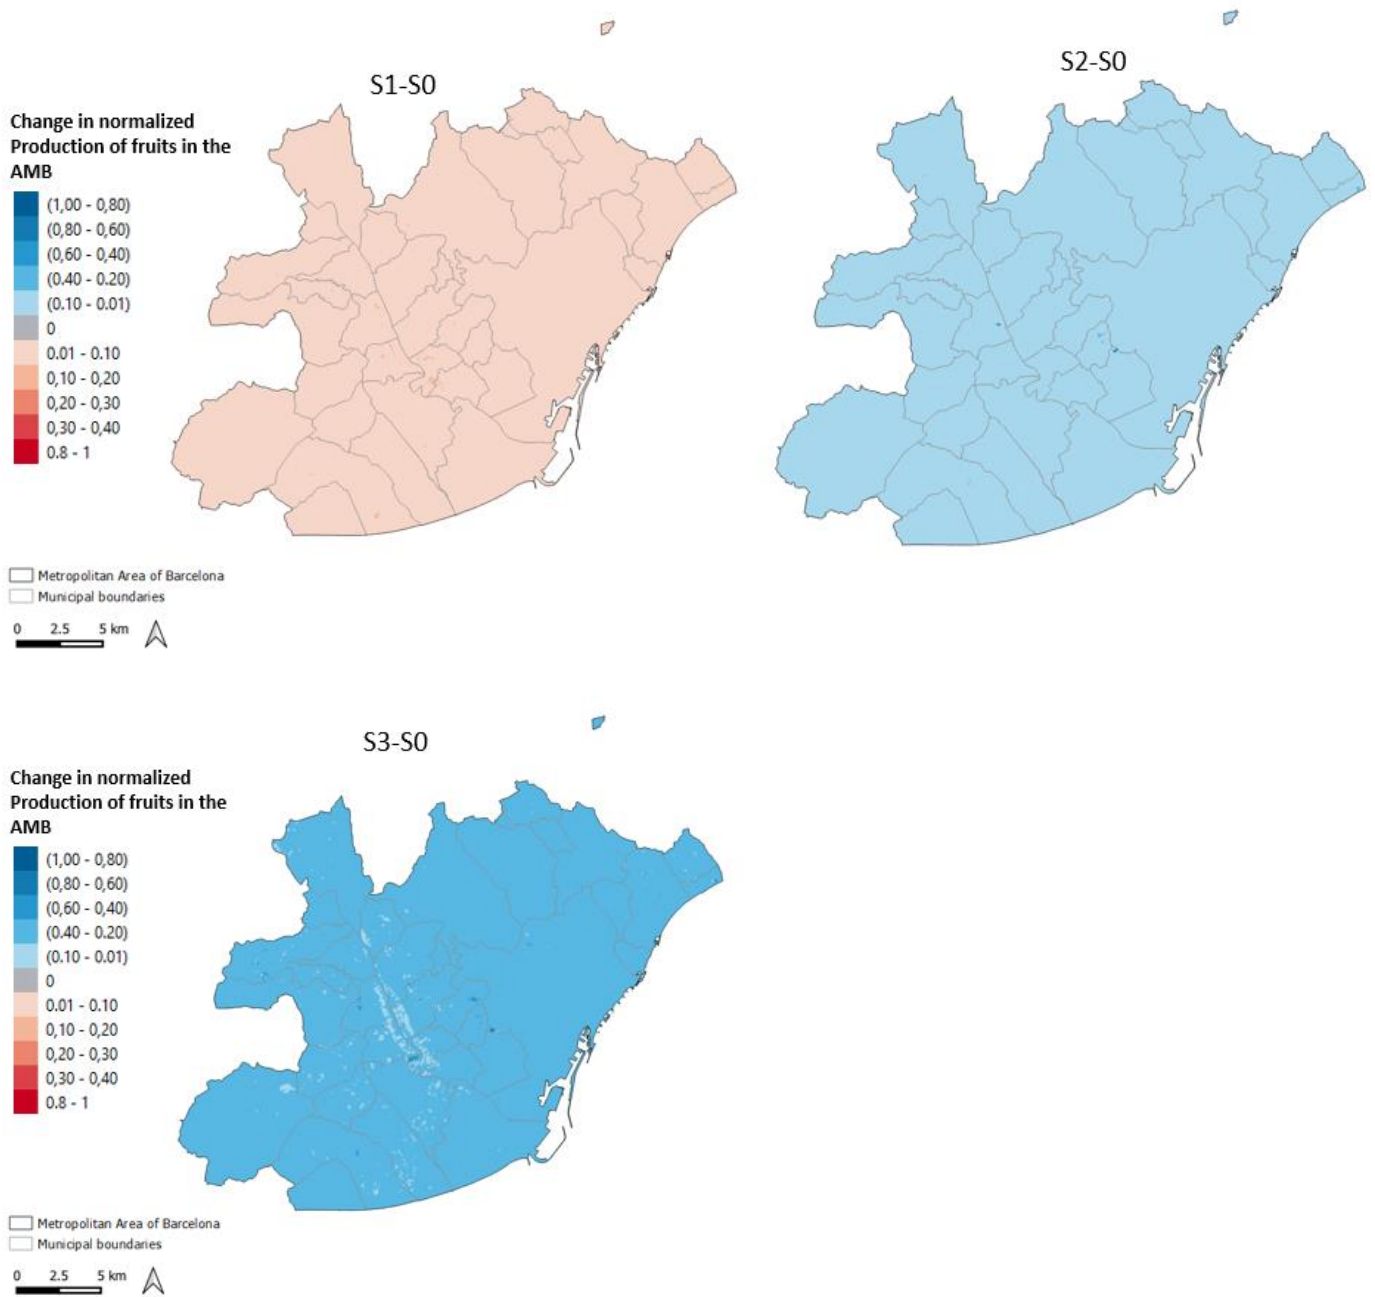 S1-S0
S2-S0
Change in normalized
Production of fruits in the
AMB
(1,00 - 0,80)
(0,80 - 0,60)
(0,60 - 0,40)
(0.40 - 0.20)
(0.10 - 0.01)
0
0.01 - 0.10
0,10 - 0,20
0,20 - 0,30
0,30 - 0,40
0.8 - 1
Metropolitan Area of Barcelona
Municipal boundaries
0 2.5 5 km
S3-S0
Change in normalized
Production of fruits in the
AMB
(1,00 - 0,80)
(0,80 - 0,60)
(0,60 - 0,40)
(0.40 - 0.20)
(0.10 - 0.01)
0
0.01 - 0.10
0,10 - 0,20
0,20 - 0,30
0,30 - 0,40
0.8 - 1
Metropolitan Area of Barcelona
Municipal boundaries
0 2.5 5 km